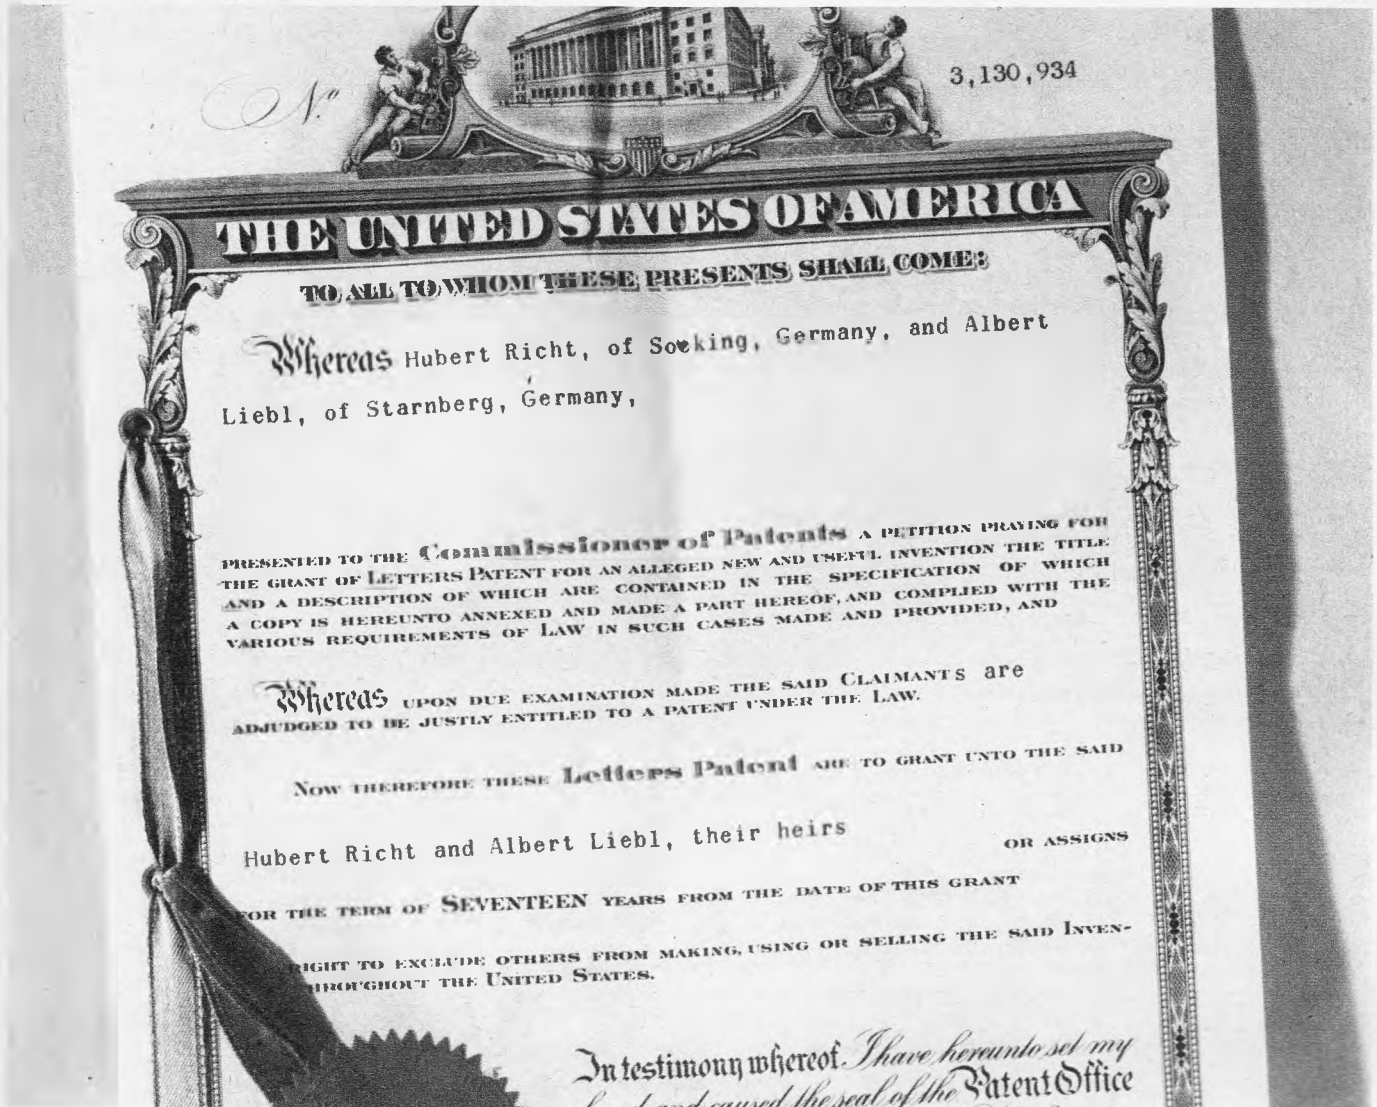 No. 3,130,934
THE UNITED STATES OF AMERICA
TO ALL TO WHOM THESE PRESENTS SHALL COME:
Whereas Hubert Richt, of Socking, Germany, and Albert
Liebl, of Starnberg, Germany,
PRESENTED TO THE Commissioner of Patents A PETITION PRAYING FOR
THE GRANT OF LETTERS PATENT FOR AN ALLEGED NEW AND USEFUL INVENTION THE TITLE
AND A DESCRIPTION OF WHICH ARE CONTAINED IN THE SPECIFICATION OF WHICH
A COPY IS HEREUNTO ANNEXED AND MADE A PART HEREOF, AND COMPLIED WITH THE
VARIOUS REQUIREMENTS OF LAW IN SUCH CASES MADE AND PROVIDED, AND
Whereas UPON DUE EXAMINATION MADE THE SAID CLAIMANTs are
ADJUDGED TO BE JUSTLY ENTITLED TO A PATENT UNDER THE LAW.
NOW THEREFORE THESE Letters Patent ARE TO GRANT UNTO THE SAID
Hubert Richt and Albert Liebl, their heirs
OR ASSIGNS
FOR THE TERM OF SEVENTEEN YEARS FROM THE DATE OF THIS GRANT
RIGHT TO EXCLUDE OTHERS FROM MAKING, USING OR SELLING THE SAID INVEN-
THROUGHOUT THE UNITED STATES.
In testimony whereof I have hereunto set my
hand and caused the seal of the Patent Office